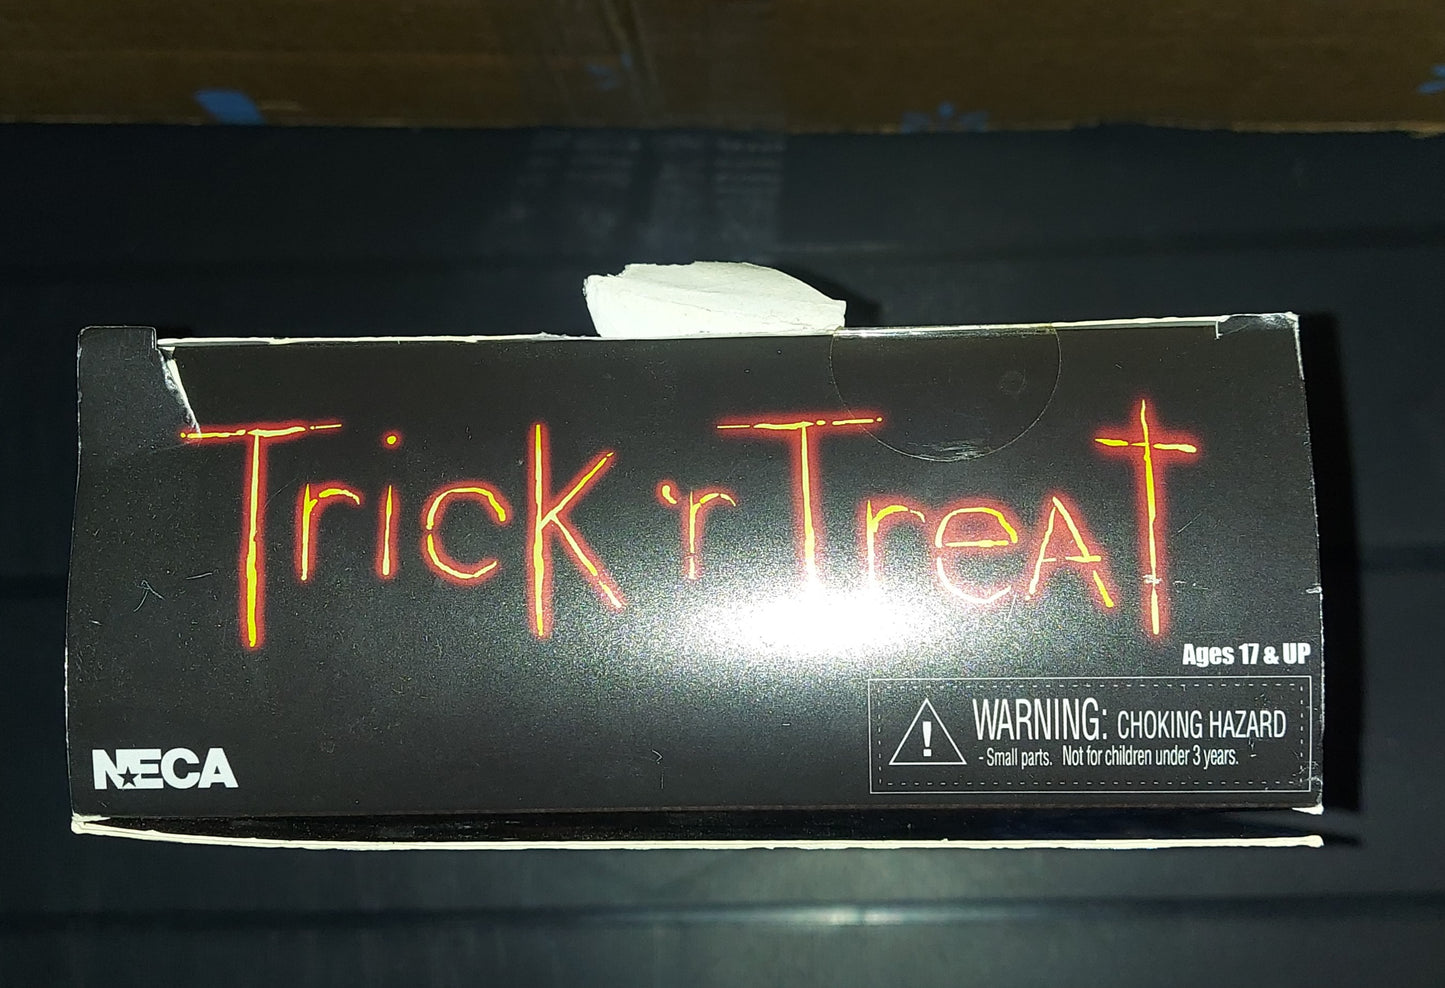 Trick 'r Treat
Ages 17 & UP
WARNING: CHOKING HAZARD
- Small parts. Not for children under 3 years.
NECA